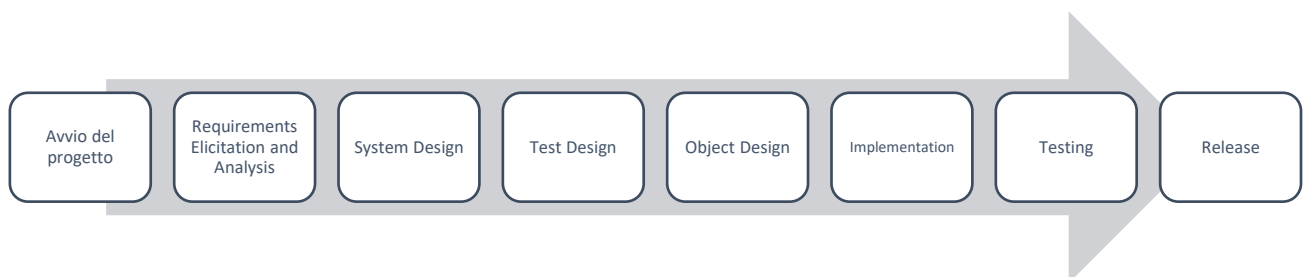 Avvio del
progetto
Requirements
Elicitation and
Analysis
System Design
Test Design
Object Design
Implementation
Testing
Release